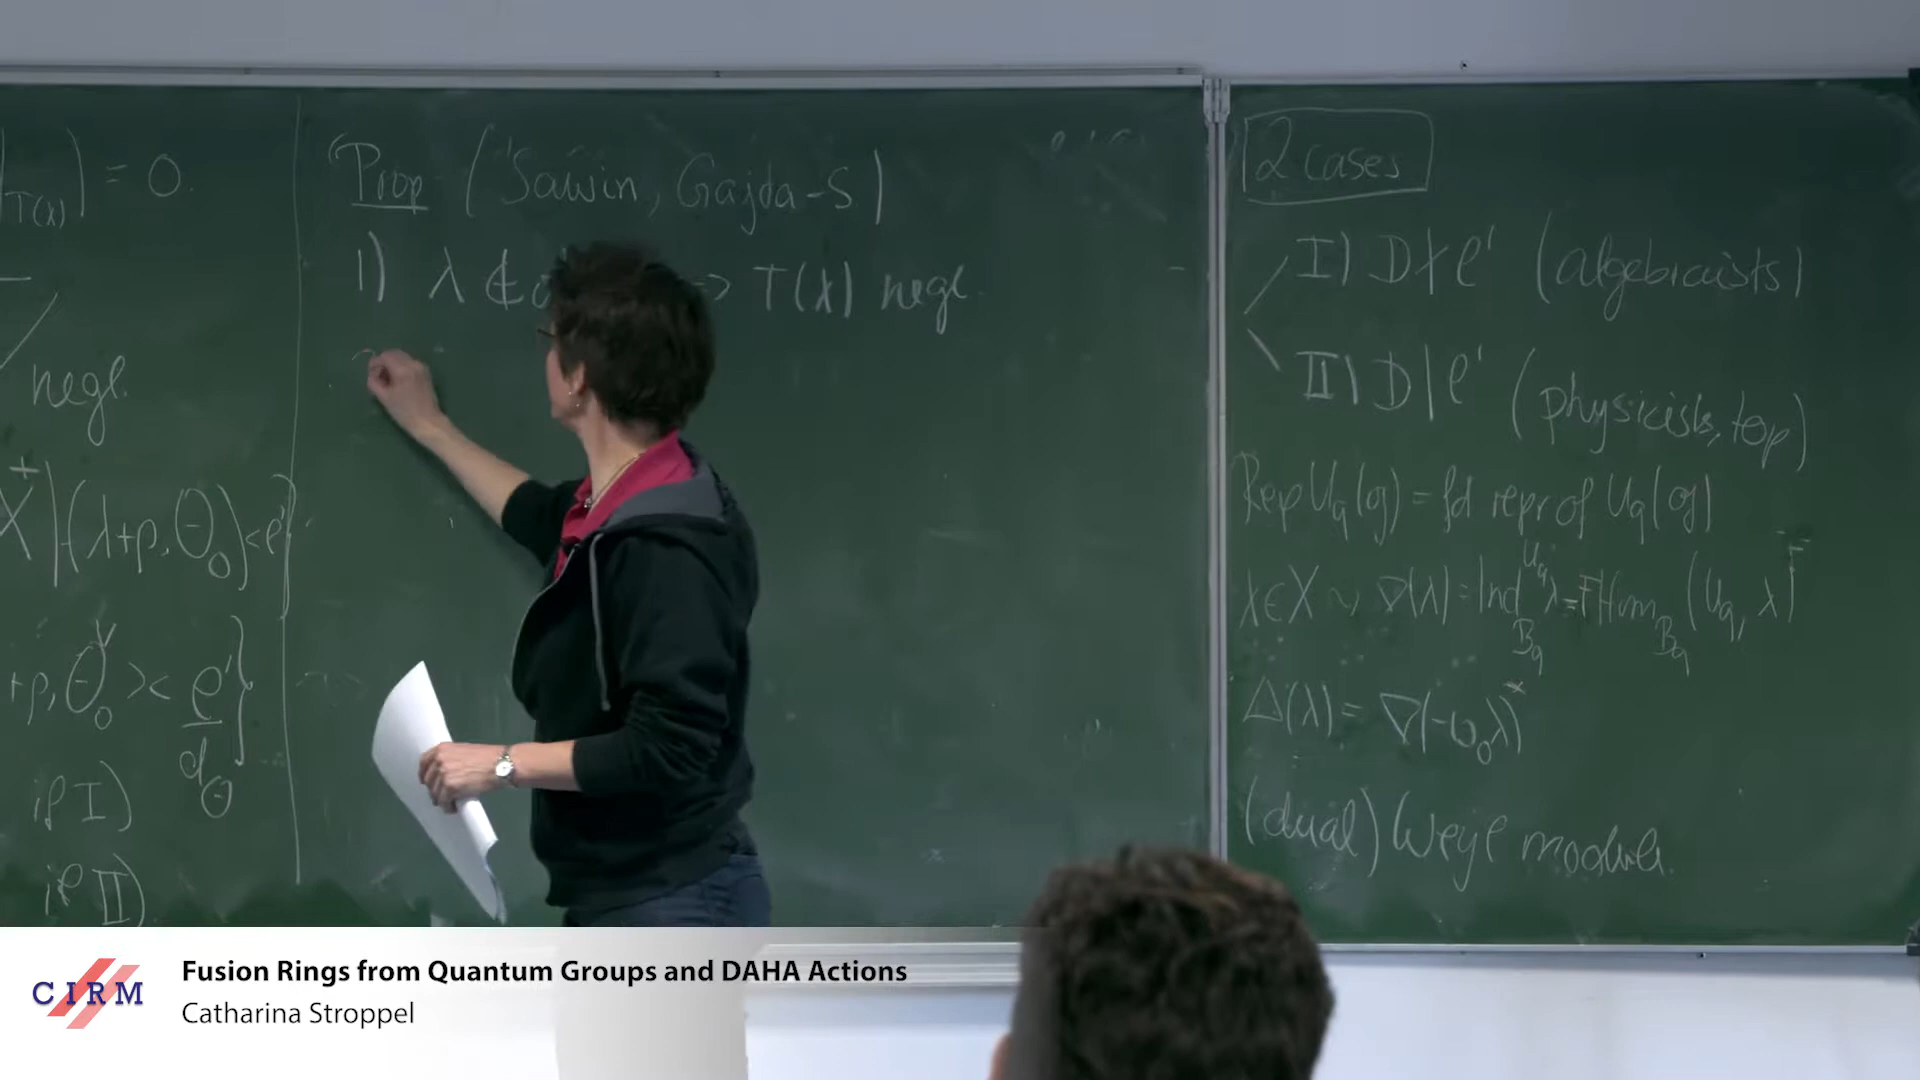 T(x)) = 0.
negl.
X⁺ | (λ+ρ, Θ₀) < ℓ' }
+ρ, Θ₀^∨ > < ℓ'/d_Θ }
if I)
if II)
Prop (Sawin, Gajda-S)
1) λ ∉ => T(λ) negl.
2 cases
I) D∤ℓ' (algebraists)
II) D|ℓ' (physicists, top)
Rep U_q(g) = fd repr of U_q(g)
λ∈X ~> ∇(λ) = Ind_{B_q}^{U_q} λ = F Hom_{B_q}(U_q, λ)
Δ(λ) = ∇(-w₀λ)*
(dual) Weyl module.
CIRM
Fusion Rings from Quantum Groups and DAHA Actions
Catharina Stroppel